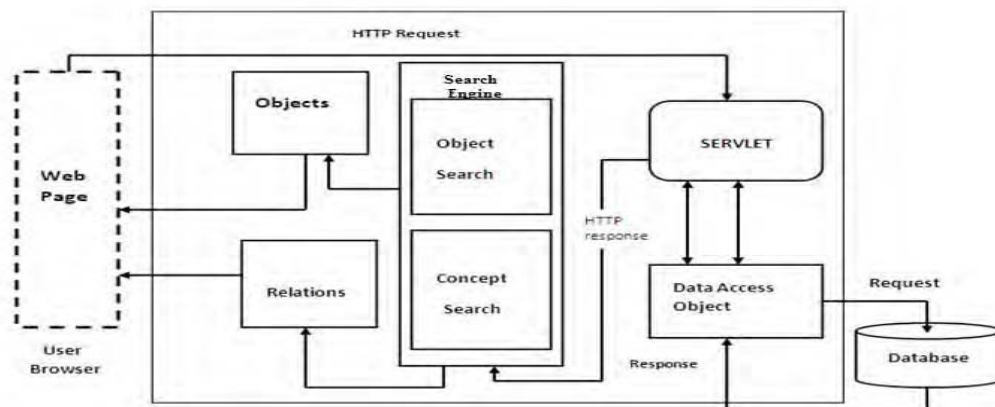 HTTP Request
Search
Engine
Objects
Object
Search
SERVLET
Web
Page
HTTP
response
Relations
Concept
Search
Data Access
Object
Request
User
Browser
Response
Database